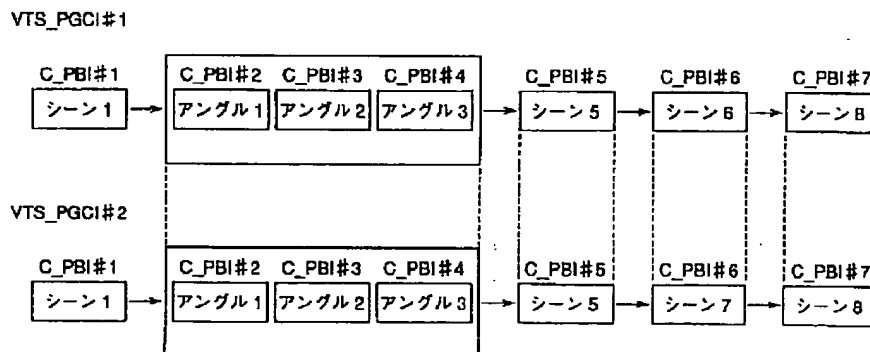 VTS_PGCI#1
C_PBI#1 C_PBI#2 C_PBI#3 C_PBI#4 C_PBI#5 C_PBI#6 C_PBI#7
シーン1 アングル1 アングル2 アングル3 シーン5 シーン6 シーン8
VTS_PGCI#2
C_PBI#1 C_PBI#2 C_PBI#3 C_PBI#4 C_PBI#5 C_PBI#6 C_PBI#7
シーン1 アングル1 アングル2 アングル3 シーン5 シーン7 シーン8